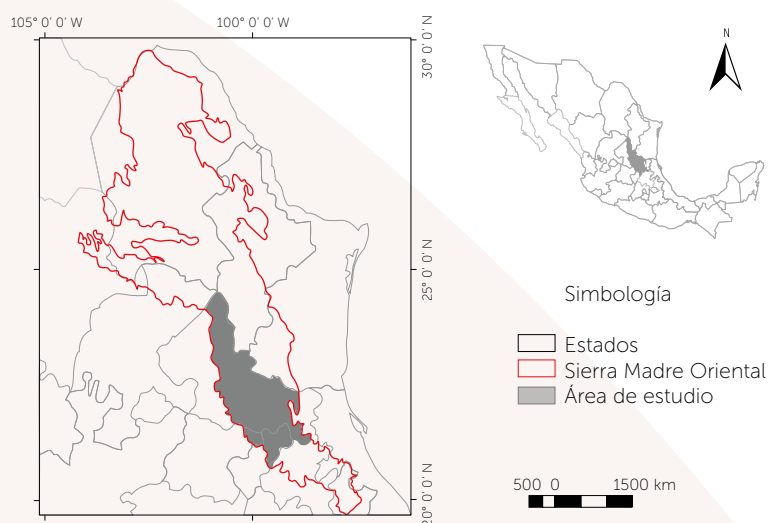 105° 0' 0' W
100° 0' 0' W
30° 0' 0' N
25° 0' 0' N
20° 0' 0' N
N
Simbología
Estados
Sierra Madre Oriental
Área de estudio
500 0 1500 km